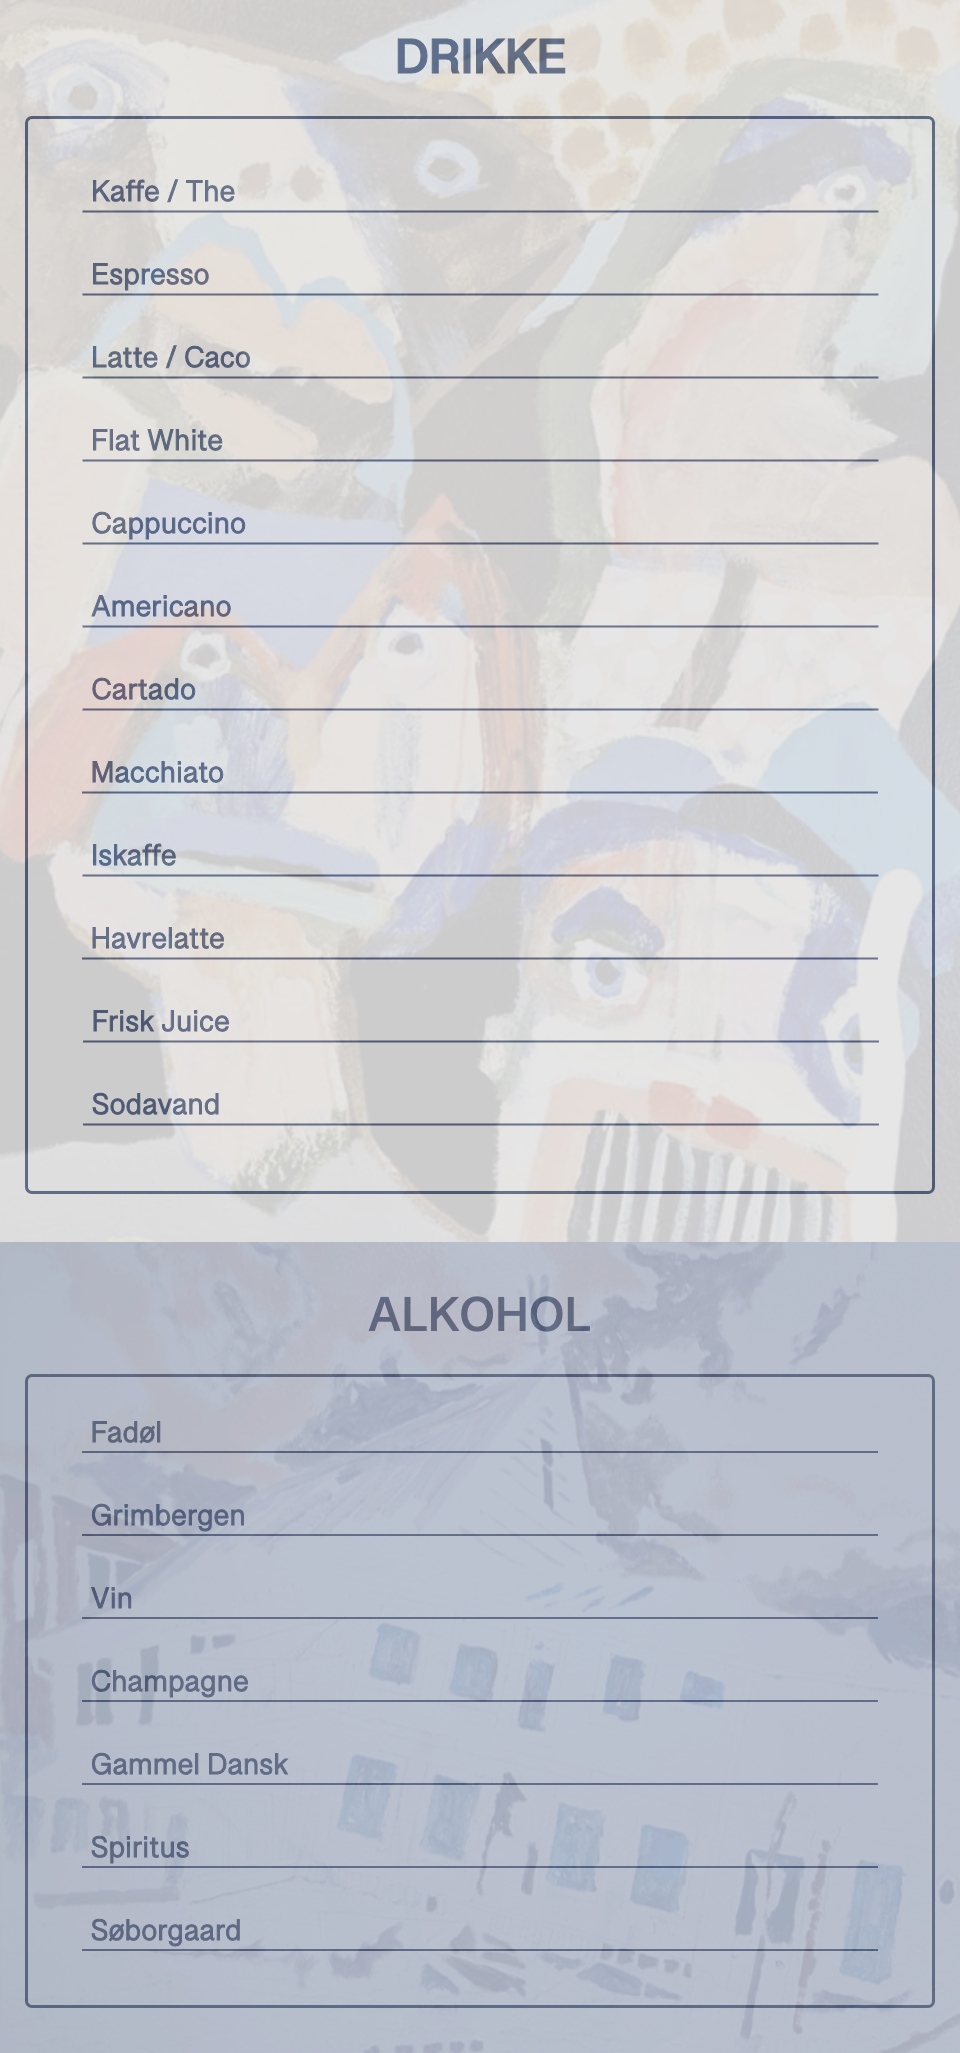 DRIKKE
Kaffe / The
Espresso
Latte / Caco
Flat White
Cappuccino
Americano
Cartado
Macchiato
Iskaffe
Havrelatte
Frisk Juice
Sodavand
ALKOHOL
Fadøl
Grimbergen
Vin
Champagne
Gammel Dansk
Spiritus
Søborgaard